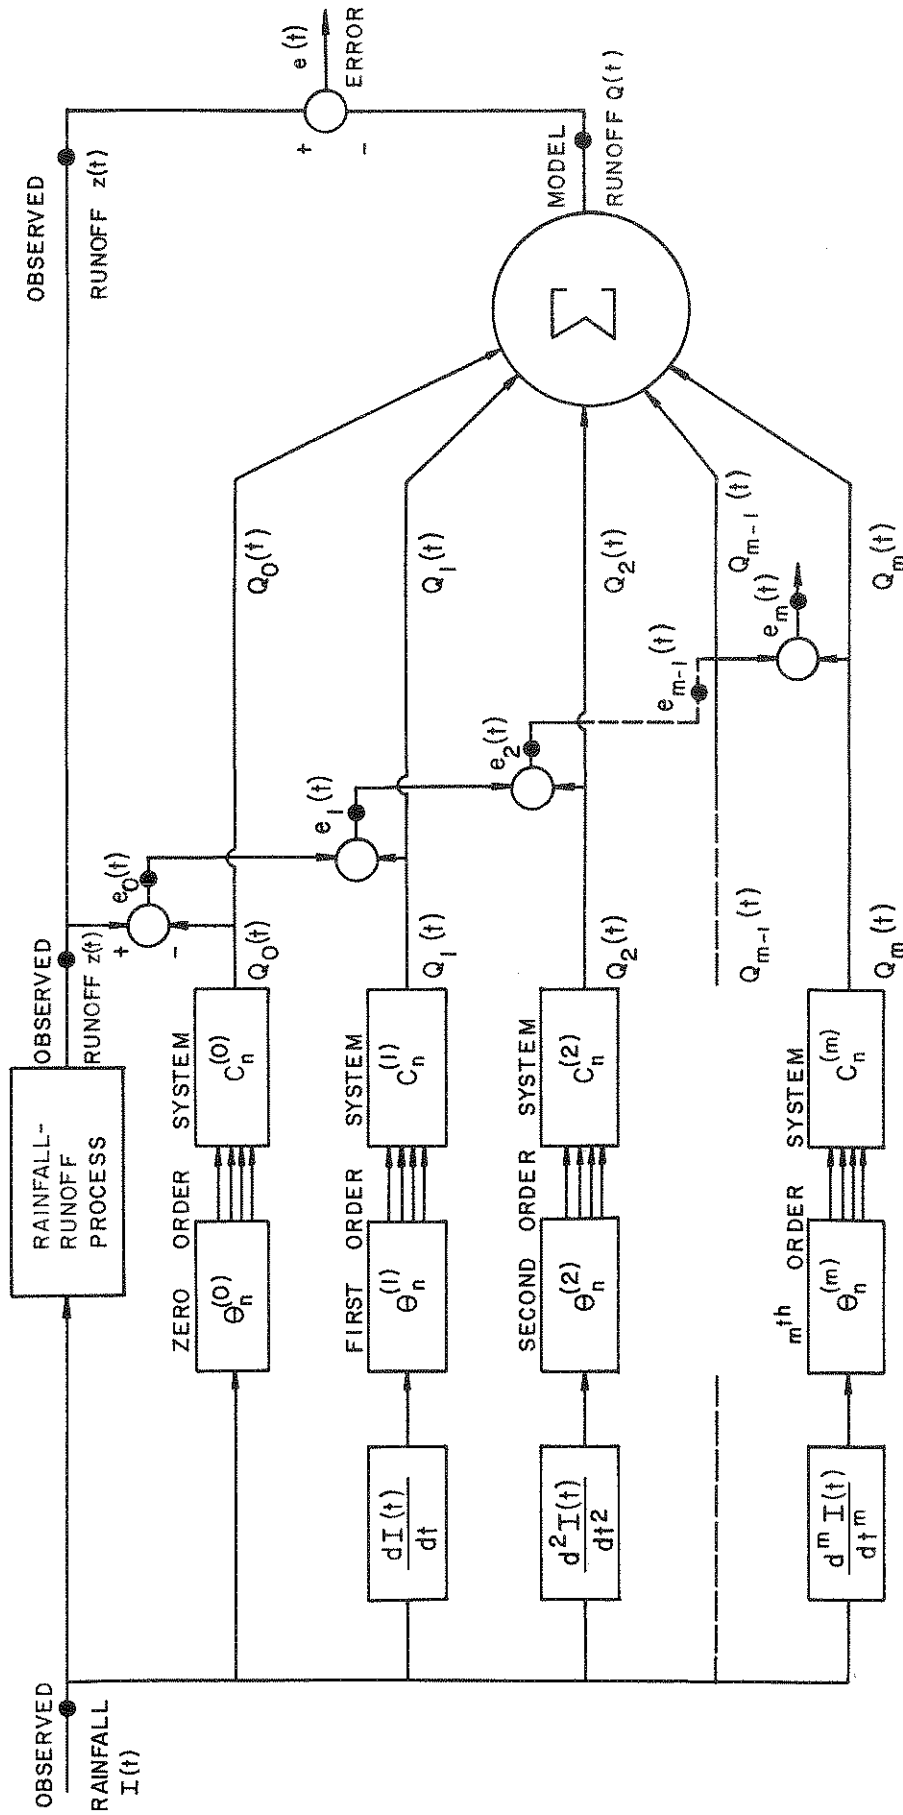 OBSERVED
RAINFALL
I(t)
RAINFALL-
RUNOFF
PROCESS
OBSERVED
RUNOFF z(t)
OBSERVED
RUNOFF z(t)
+
-
e(t)
ERROR
+
-
e₀(t)
ZERO ORDER SYSTEM
Θₙ⁽⁰⁾
Cₙ⁽⁰⁾
Q₀(t)
Q₀(t)
FIRST ORDER SYSTEM
dI(t)
dt
Θₙ⁽¹⁾
Cₙ⁽¹⁾
Q₁(t)
e₁(t)
Q₁(t)
SECOND ORDER SYSTEM
d²I(t)
dt²
Θₙ⁽²⁾
Cₙ⁽²⁾
Q₂(t)
e₂(t)
Q₂(t)
Σ
MODEL
RUNOFF Q(t)
Qₘ₋₁(t)
eₘ₋₁(t)
Qₘ₋₁(t)
mᵗʰ ORDER SYSTEM
dᵐI(t)
dtᵐ
Θₙ⁽ᵐ⁾
Cₙ⁽ᵐ⁾
Qₘ(t)
eₘ(t)
Qₘ(t)